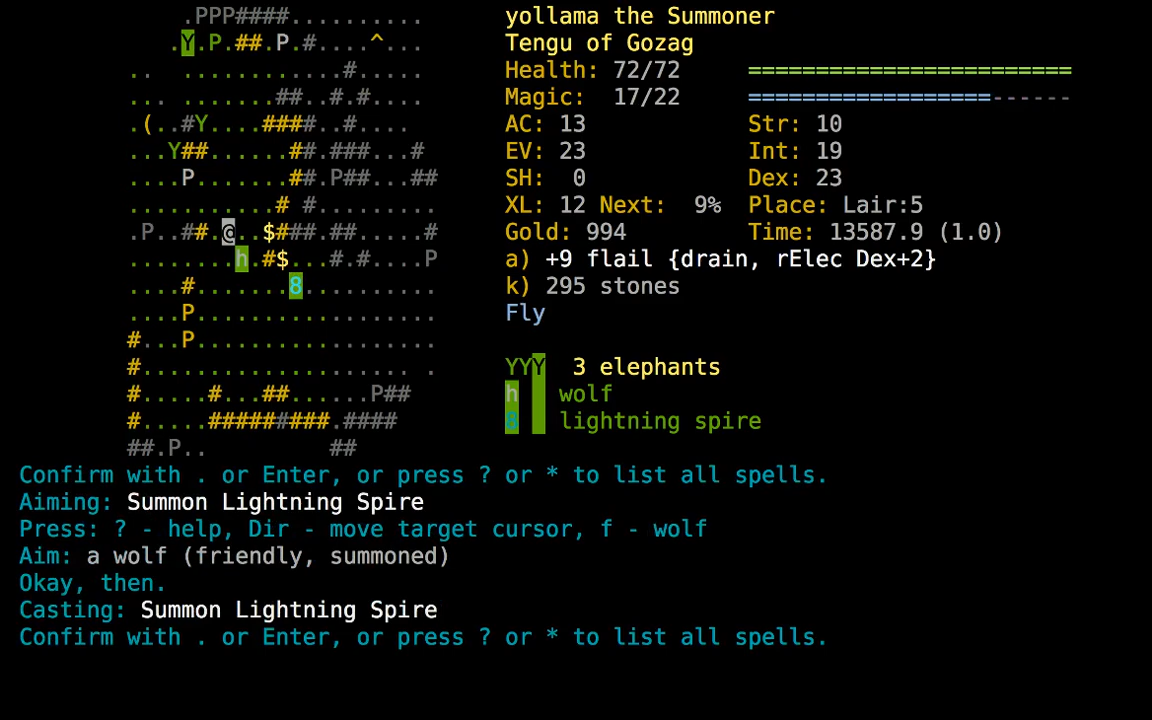 .PPP####.......... yollama the Summoner
.Y.P.##.P.#....^... Tengu of Gozag
.. ............#..... Health: 72/72 ========================
... .......##..#.#.... Magic: 17/22 ==================------
.(..#Y....####..#.... AC: 13 Str: 10
...Y##......##.###...# EV: 23 Int: 19
....P.......##.P##...## SH: 0 Dex: 23
...........# #......... XL: 12 Next: 9% Place: Lair:5
.P..##.@..$####.##.....# Gold: 994 Time: 13587.9 (1.0)
........h.#$...#.#....P a) +9 flail {drain, rElec Dex+2}
....#.......8.......... k) 295 stones
....P.................. Fly
#...P..................
#.................... . YYY 3 elephants
#.....#...##......P## h wolf
#.....#########.#### 8 lightning spire
##.P.. ##
Confirm with . or Enter, or press ? or * to list all spells.
Aiming: Summon Lightning Spire
Press: ? - help, Dir - move target cursor, f - wolf
Aim: a wolf (friendly, summoned)
Okay, then.
Casting: Summon Lightning Spire
Confirm with . or Enter, or press ? or * to list all spells.